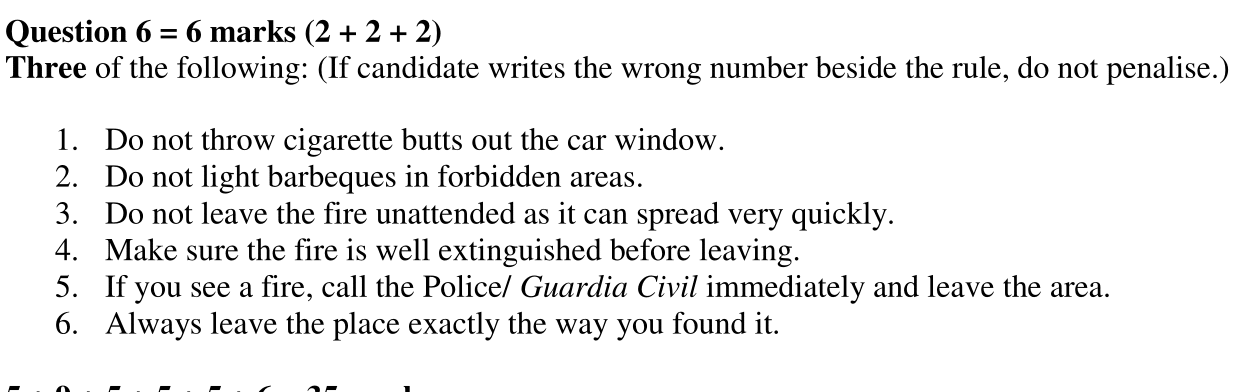 Question 6 = 6 marks (2 + 2 + 2)
Three of the following: (If candidate writes the wrong number beside the rule, do not penalise.)
1. Do not throw cigarette butts out the car window.
2. Do not light barbeques in forbidden areas.
3. Do not leave the fire unattended as it can spread very quickly.
4. Make sure the fire is well extinguished before leaving.
5. If you see a fire, call the Police/ Guardia Civil immediately and leave the area.
6. Always leave the place exactly the way you found it.